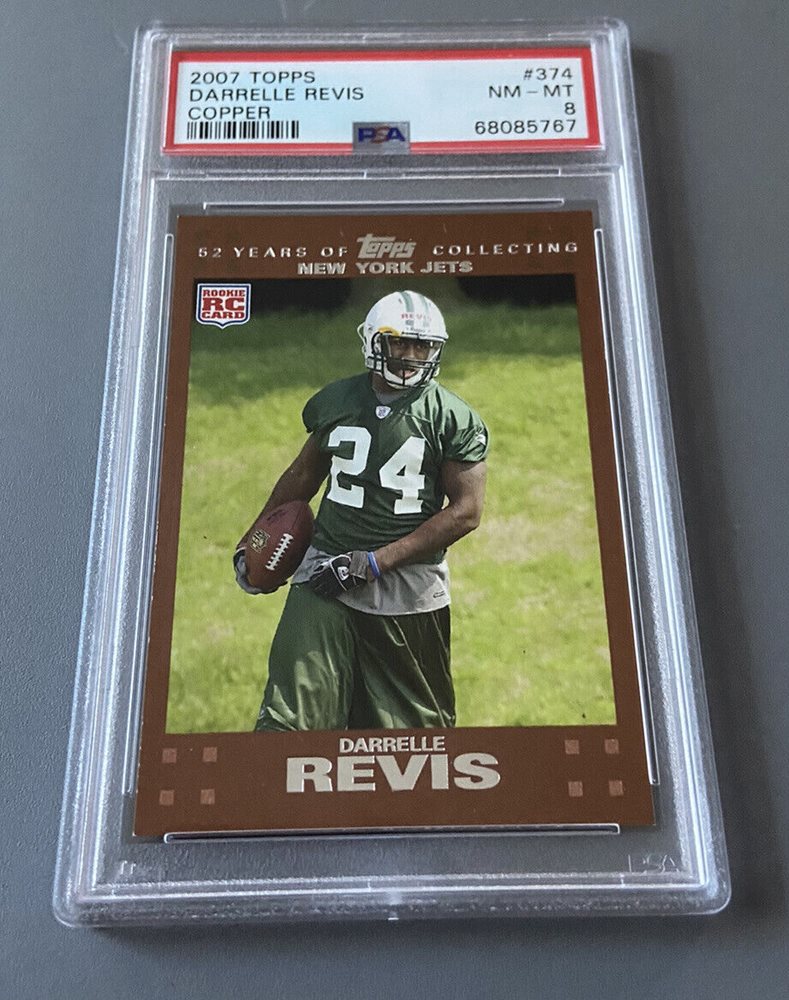 2007 TOPPS #374
DARRELLE REVIS NM - MT
COPPER 8
PSA 68085767
52 YEARS OF Topps COLLECTING
NEW YORK JETS
ROOKIE
RC
CARD
REVIS
24
DARRELLE
REVIS
PSA